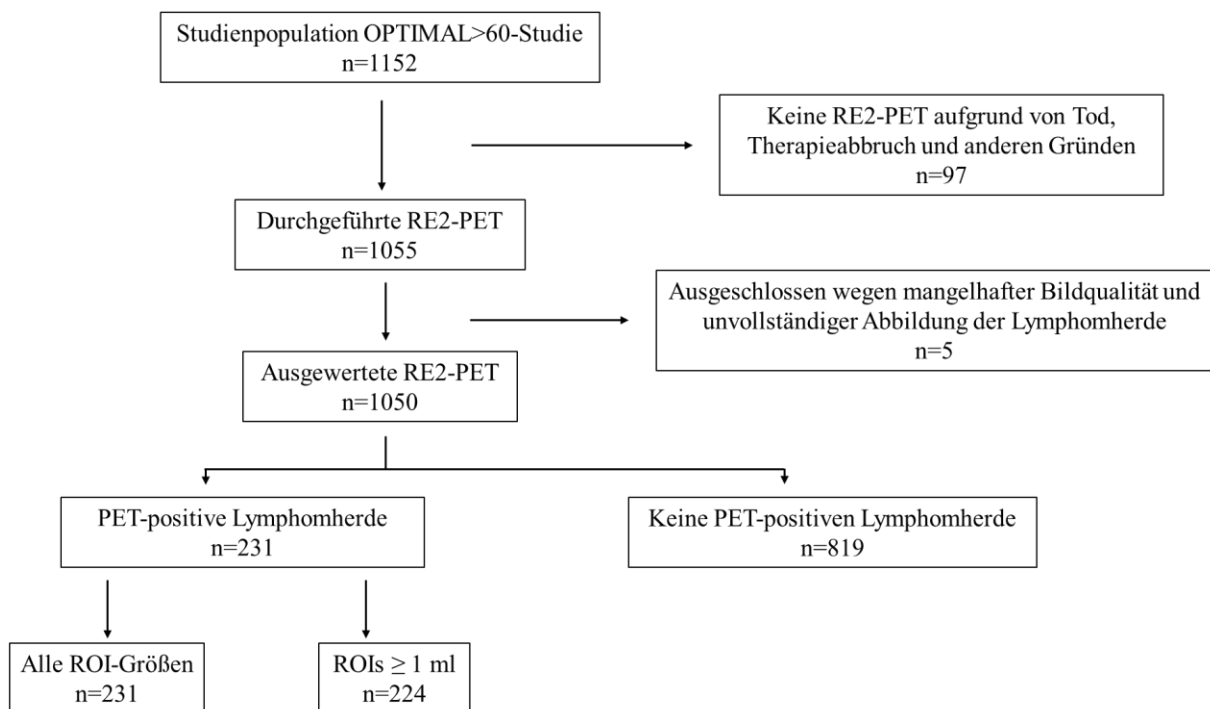 Studienpopulation OPTIMAL>60-Studie
n=1152
Keine RE2-PET aufgrund von Tod,
Therapieabbruch und anderen Gründen
n=97
Durchgeführte RE2-PET
n=1055
Ausgeschlossen wegen mangelhafter Bildqualität und
unvollständiger Abbildung der Lymphomherde
n=5
Ausgewertete RE2-PET
n=1050
PET-positive Lymphomherde
n=231
Keine PET-positiven Lymphomherde
n=819
Alle ROI-Größen
n=231
ROIs ≥ 1 ml
n=224